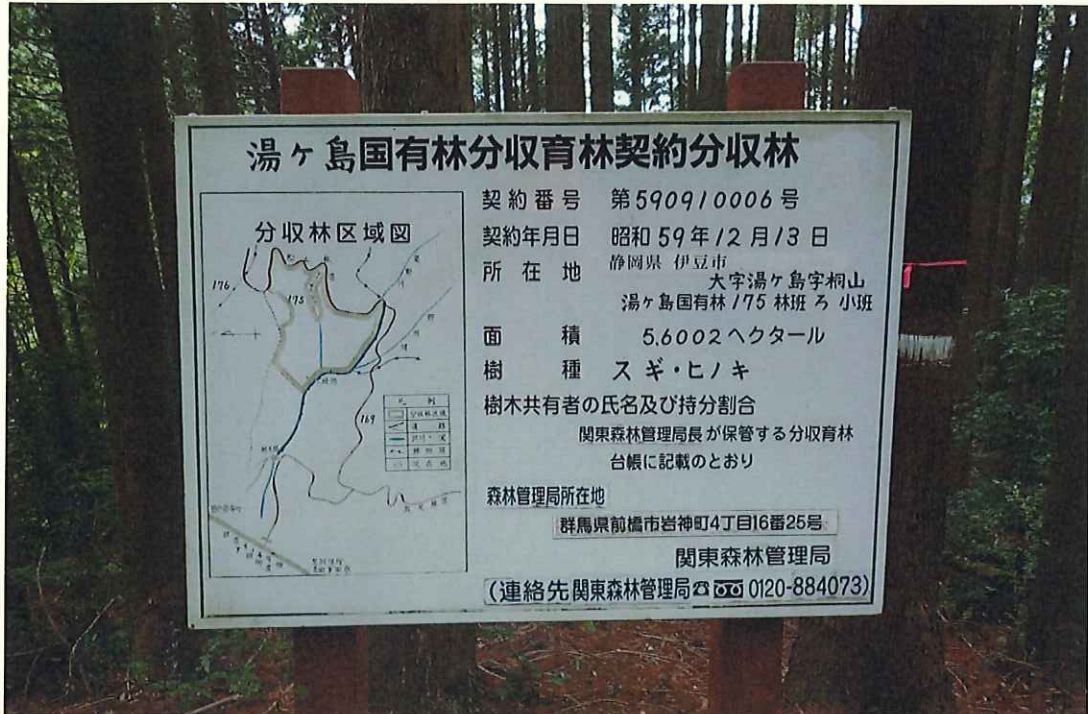 湯ヶ島国有林分収育林契約分収林
分収林区域図
176
175
169
凡例
契約番号 第590910006号
契約年月日 昭和59年12月13日
所在地 静岡県 伊豆市
大字湯ヶ島字桐山
湯ヶ島国有林175林班ろ小班
面積 5.6002ヘクタール
樹種 スギ・ヒノキ
樹木共有者の氏名及び持分割合
関東森林管理局長が保管する分収育林
台帳に記載のとおり
森林管理局所在地
群馬県前橋市岩神町4丁目16番25号
関東森林管理局
(連絡先関東森林管理局☎ 0120-884073)